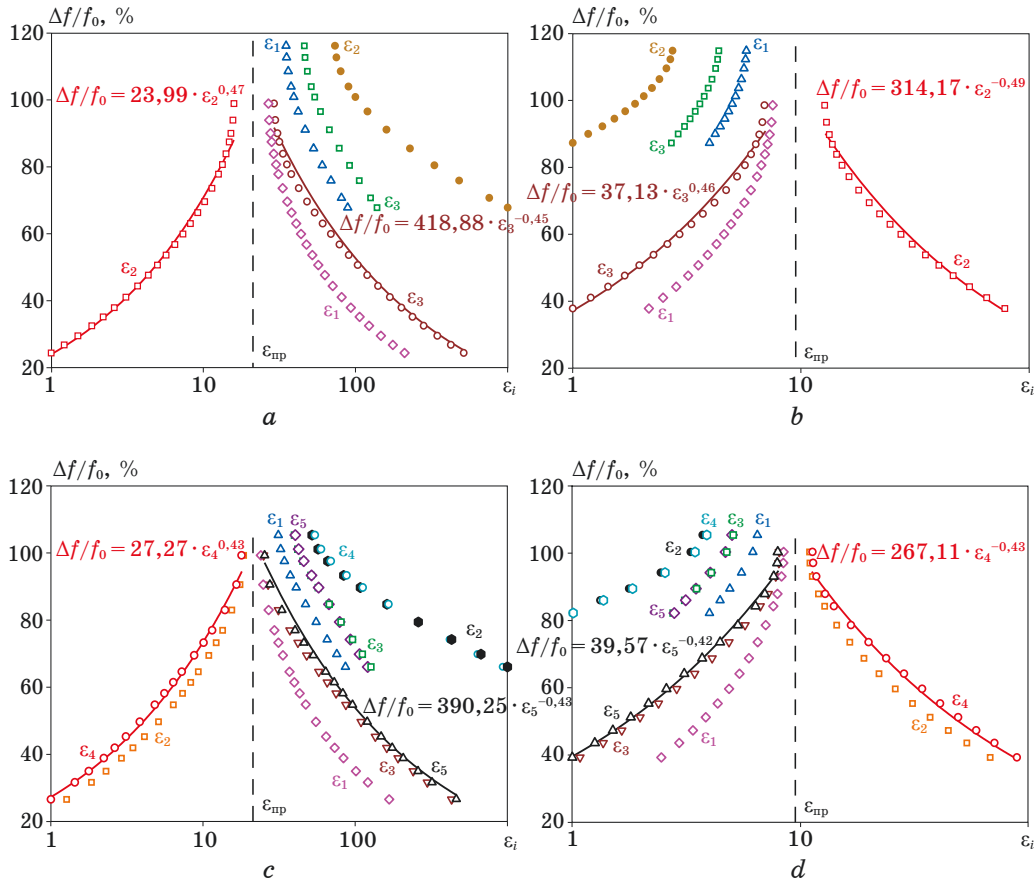 Δf/f₀, %
120
100
80
60
40
20
1
10
100
εᵢ
ε₁
ε₂
Δf/f₀ = 23,99 · ε₂^0,47
ε₃
Δf/f₀ = 418,88 · ε₃^–0,45
ε₂
ε₃
ε₁
εпр
a
Δf/f₀, %
120
100
80
60
40
20
1
10
εᵢ
ε₂
ε₁
Δf/f₀ = 314,17 · ε₂^–0,49
ε₃
Δf/f₀ = 37,13 · ε₃^0,46
ε₃
ε₂
ε₁
εпр
b
Δf/f₀, %
120
100
80
60
40
20
1
10
100
εᵢ
ε₁
ε₅
ε₄
Δf/f₀ = 27,27 · ε₄^0,43
ε₂
ε₃
Δf/f₀ = 390,25 · ε₅^–0,43
ε₄
ε₂
ε₃
ε₅
ε₁
εпр
c
Δf/f₀, %
120
100
80
60
40
20
1
10
εᵢ
ε₄
ε₃
ε₁
ε₂
Δf/f₀ = 267,11 · ε₄^–0,43
ε₅
Δf/f₀ = 39,57 · ε₅^–0,42
ε₅
ε₄
ε₃
ε₂
ε₁
εпр
d